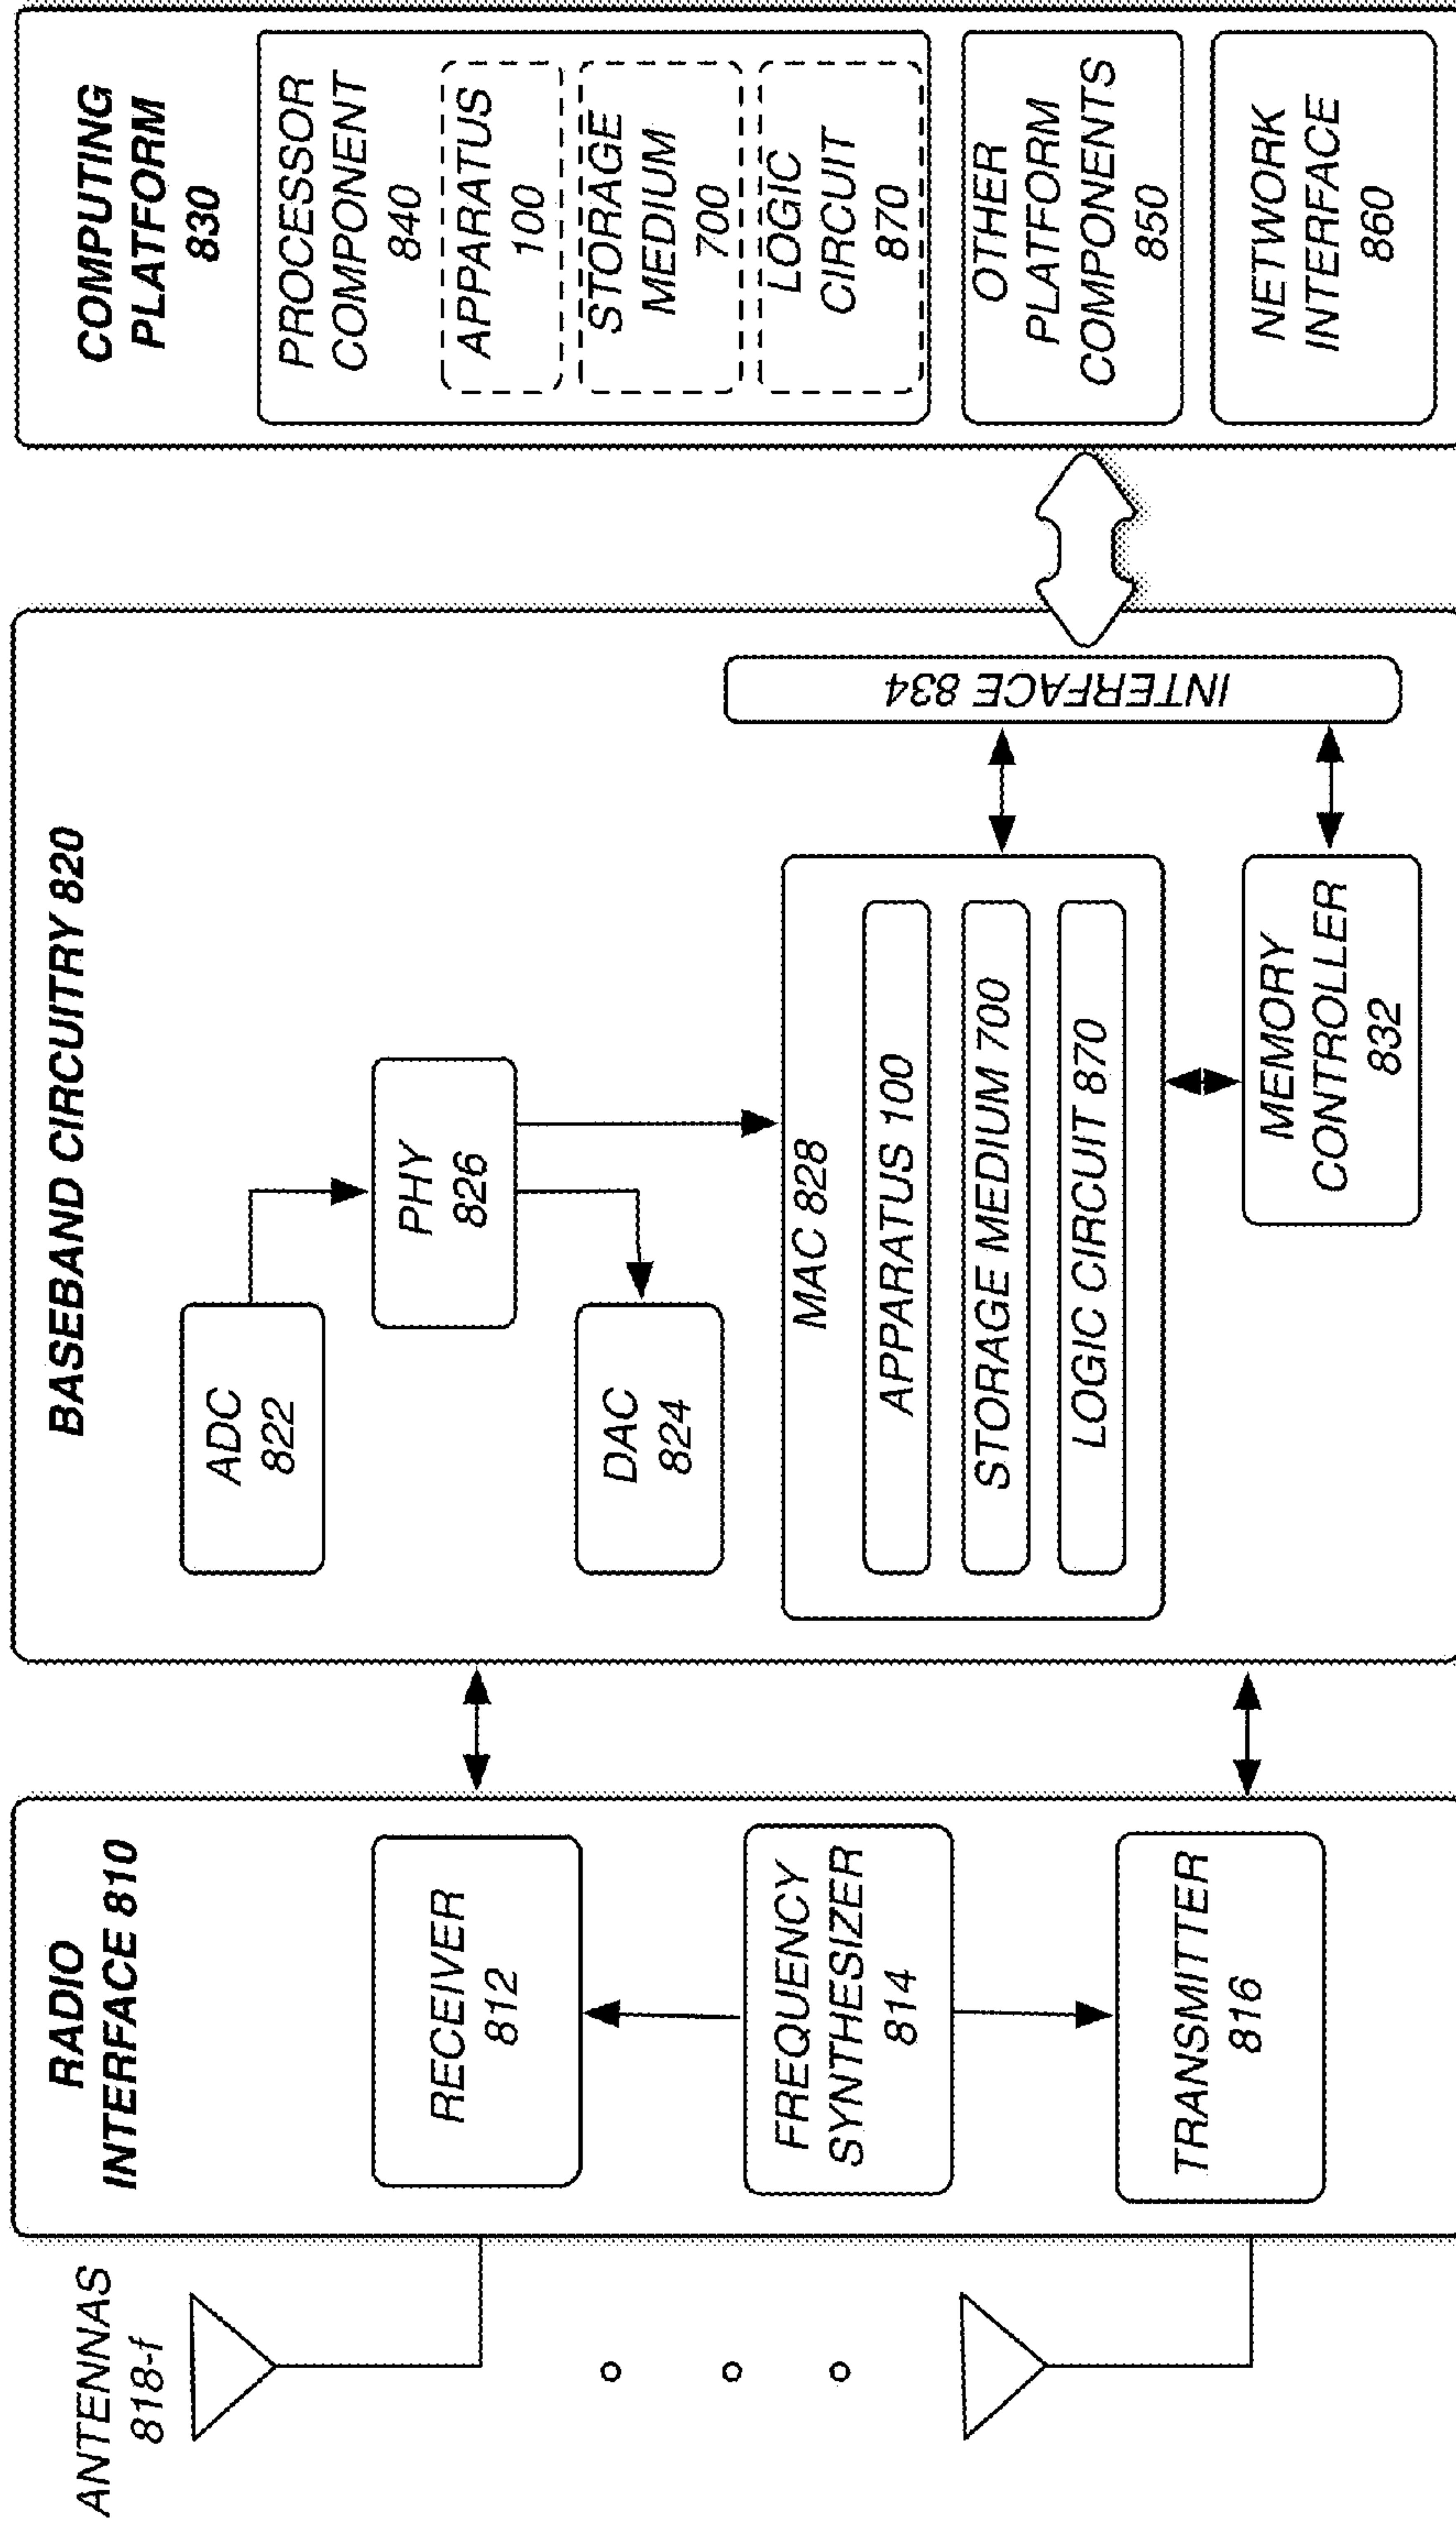 ANTENNAS
818-f
RADIO
INTERFACE 810
RECEIVER
812
FREQUENCY
SYNTHESIZER
814
TRANSMITTER
816
BASEBAND CIRCUITRY 820
ADC
822
PHY
826
DAC
824
MAC 828
APPARATUS 100
STORAGE MEDIUM 700
LOGIC CIRCUIT 870
MEMORY
CONTROLLER
832
INTERFACE 834
COMPUTING
PLATFORM
830
PROCESSOR
COMPONENT
840
APPARATUS
100
STORAGE
MEDIUM
700
LOGIC
CIRCUIT
870
OTHER
PLATFORM
COMPONENTS
850
NETWORK
INTERFACE
860